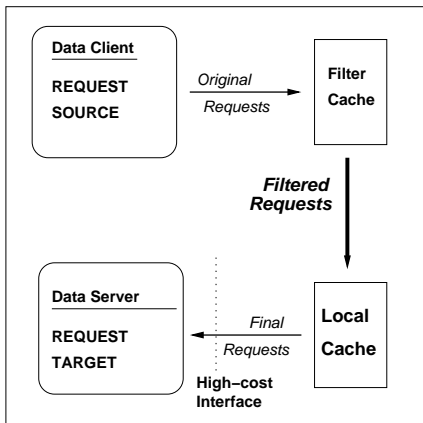 Data Client
REQUEST
SOURCE
Original
Requests
Filter
Cache
Filtered
Requests
Data Server
REQUEST
TARGET
Final
Requests
Local
Cache
High–cost
Interface